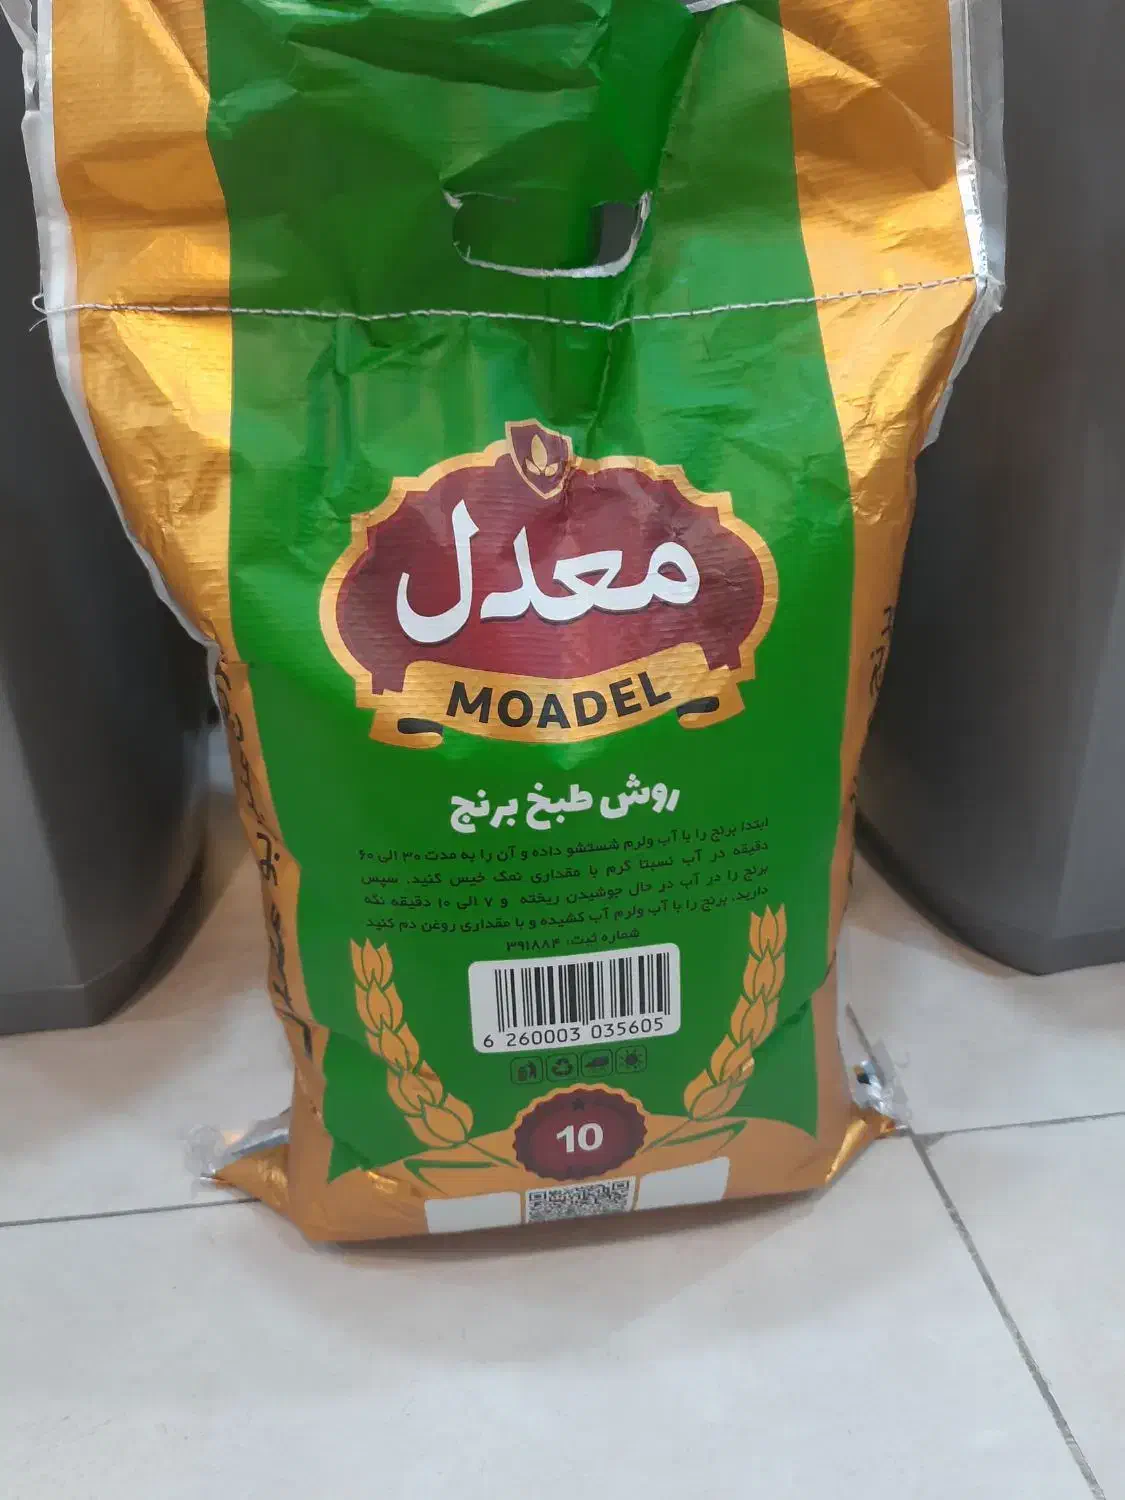 معدل
MOADEL
روش طبخ برنج
ابتدا برنج را با آب ولرم شستشو داده و آن را به مدت ۳۰ الی ۶۰
دقیقه در آب نسبتا گرم با مقداری نمک خیس کنید. سپس
برنج را در آب در حال جوشیدن ریخته و ۷ الی ۱۰ دقیقه نگه
دارید. برنج را با آب ولرم آب کشیده و با مقداری روغن دم کنید
شماره ثبت: ۳۹۱۸۸۴
6 260003 035605
10